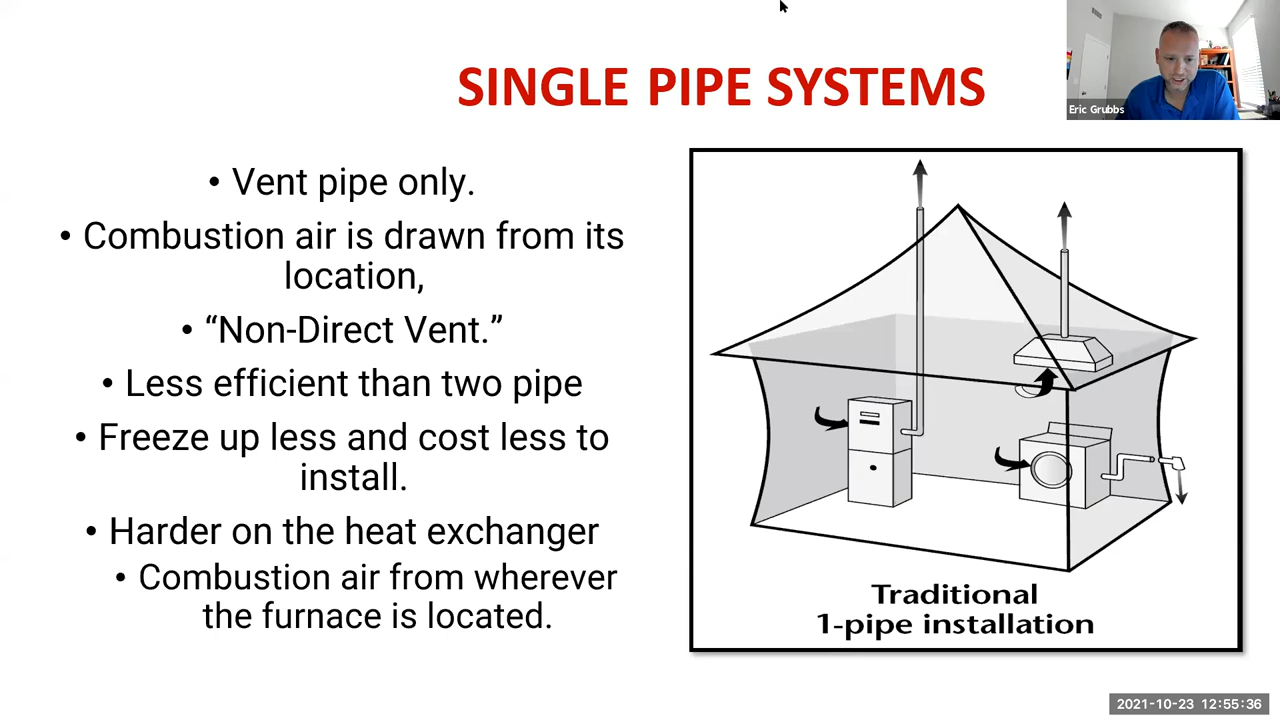 SINGLE PIPE SYSTEMS
Eric Grubbs
• Vent pipe only.
• Combustion air is drawn from its
location,
• “Non-Direct Vent.”
• Less efficient than two pipe
• Freeze up less and cost less to
install.
• Harder on the heat exchanger
• Combustion air from wherever
the furnace is located.
Traditional
1-pipe installation
2021-10-23 12:55:36